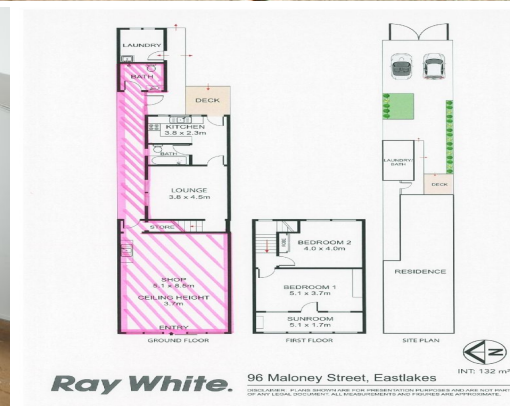 LAUNDRY
BATH
DECK
KITCHEN
3.8 x 2.3m
BATH
LOUNGE
3.8 x 4.5m
STORE
SHOP
5.1 x 6.5m
CEILING HEIGHT
3.7m
ENTRY
GROUND FLOOR
BEDROOM 2
4.0 x 4.0m
BEDROOM 1
5.1 x 3.7m
SUNROOM
5.1 x 1.7m
FIRST FLOOR
LAUNDRY/
BATH
DECK
RESIDENCE
SITE PLAN
N
INT: 132 m²
Ray White.
96 Maloney Street, Eastlakes
DISCLAIMER PLANS SHOWN ARE FOR PRESENTATION PURPOSES AND ARE NOT PART
OF ANY LEGAL DOCUMENT. ALL MEASUREMENTS AND FIGURES ARE APPROXIMATE.